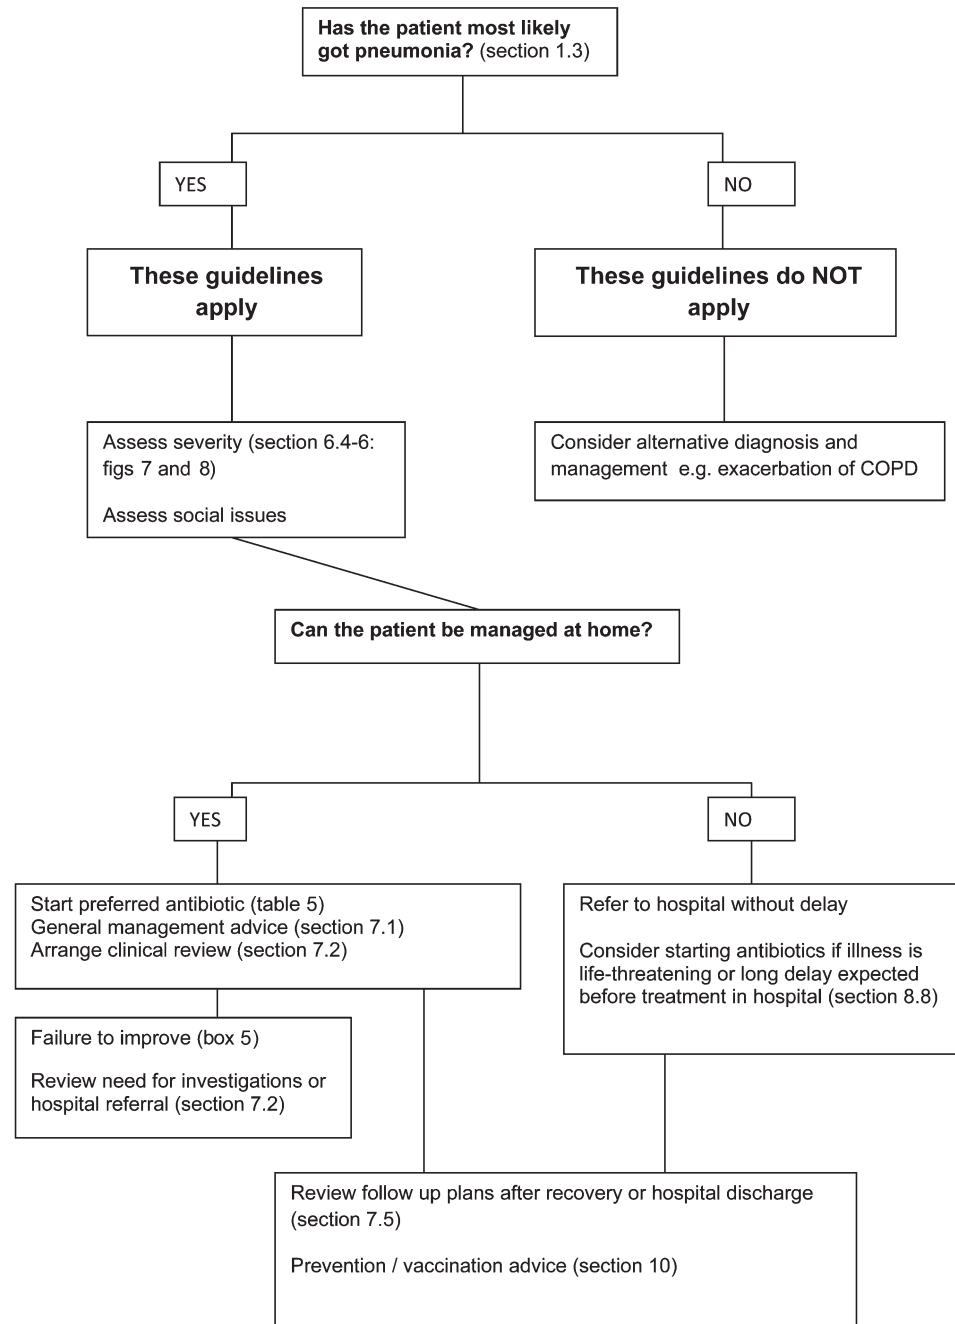 Has the patient most likely
got pneumonia? (section 1.3)
YES
NO
These guidelines
apply
These guidelines do NOT
apply
Assess severity (section 6.4-6:
figs 7 and 8)
Assess social issues
Consider alternative diagnosis and
management e.g. exacerbation of COPD
Can the patient be managed at home?
YES
NO
Start preferred antibiotic (table 5)
General management advice (section 7.1)
Arrange clinical review (section 7.2)
Refer to hospital without delay
Consider starting antibiotics if illness is
life-threatening or long delay expected
before treatment in hospital (section 8.8)
Failure to improve (box 5)
Review need for investigations or
hospital referral (section 7.2)
Review follow up plans after recovery or hospital discharge
(section 7.5)
Prevention / vaccination advice (section 10)